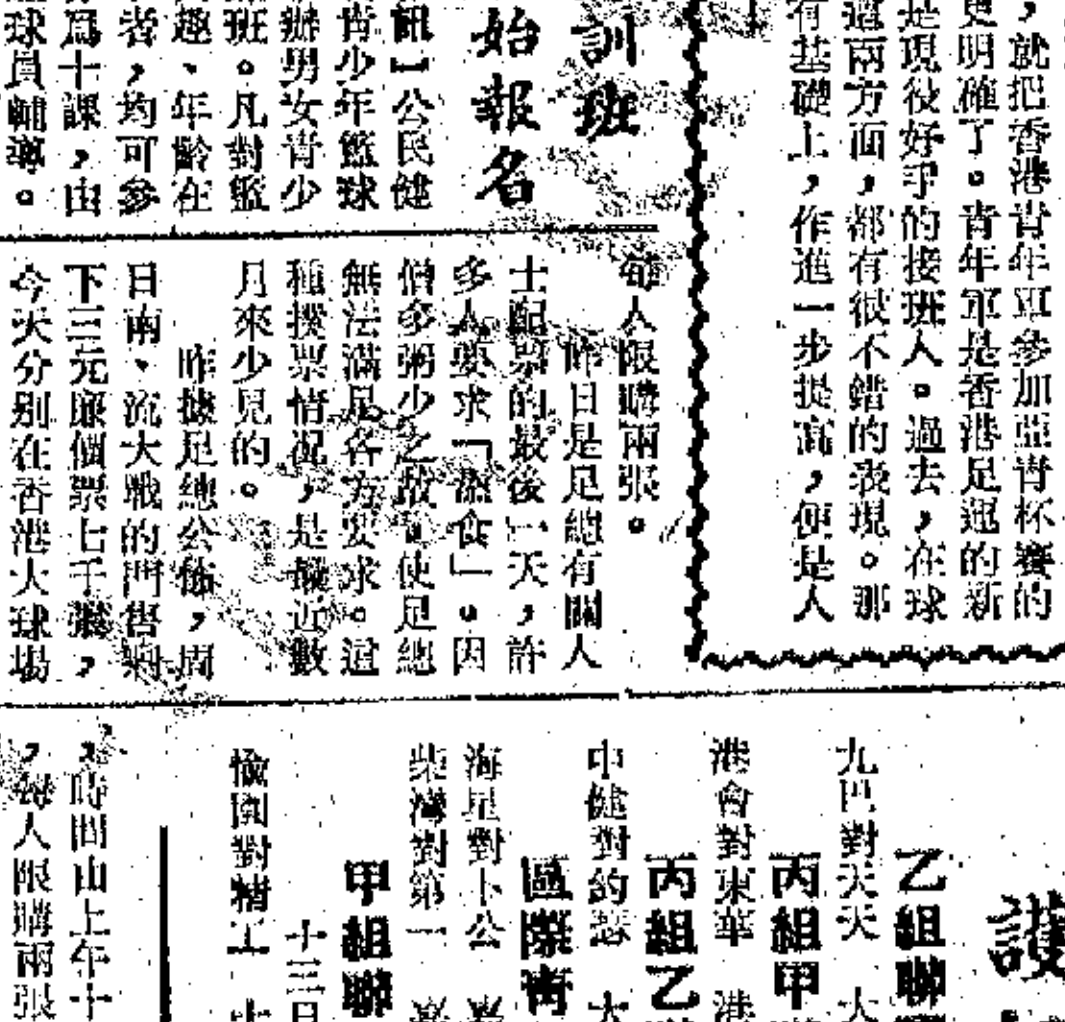 ，就把香港青年軍參加亞青杯賽的
更明確了。青年軍是香港足運的新
是現役好手的接班人。過去，在球
這兩方面，都有很不錯的表現。那
有基礎上，作進一步提高，便是人
訓班
始報名
訊】公民健
青少年籃球
辦男女青少
班。凡對籃
趣、年齡在
者，均可參
爲十課，由
球員輔導。
每人限購兩張。
昨日是足總有關人
士配票的最後一天，許
多人要求「添食」。因
僧多粥少之故，使足總
無法滿足各方要求。這
種撲票情況，是最近數
月來少見的。
昨據足總公佈，周
日南、流大戰的門票剩
下三元廉價票七千張，
今天分別在香港大球場
，時間由上午十
，每人限購兩張
護
乙組聯
九巴對天天 大
丙組甲
港會對東華 港
丙組乙
中健對約瑟 大
區際青
海星對卜公
柴灣對第一
甲組聯
十三日
愉園對精工